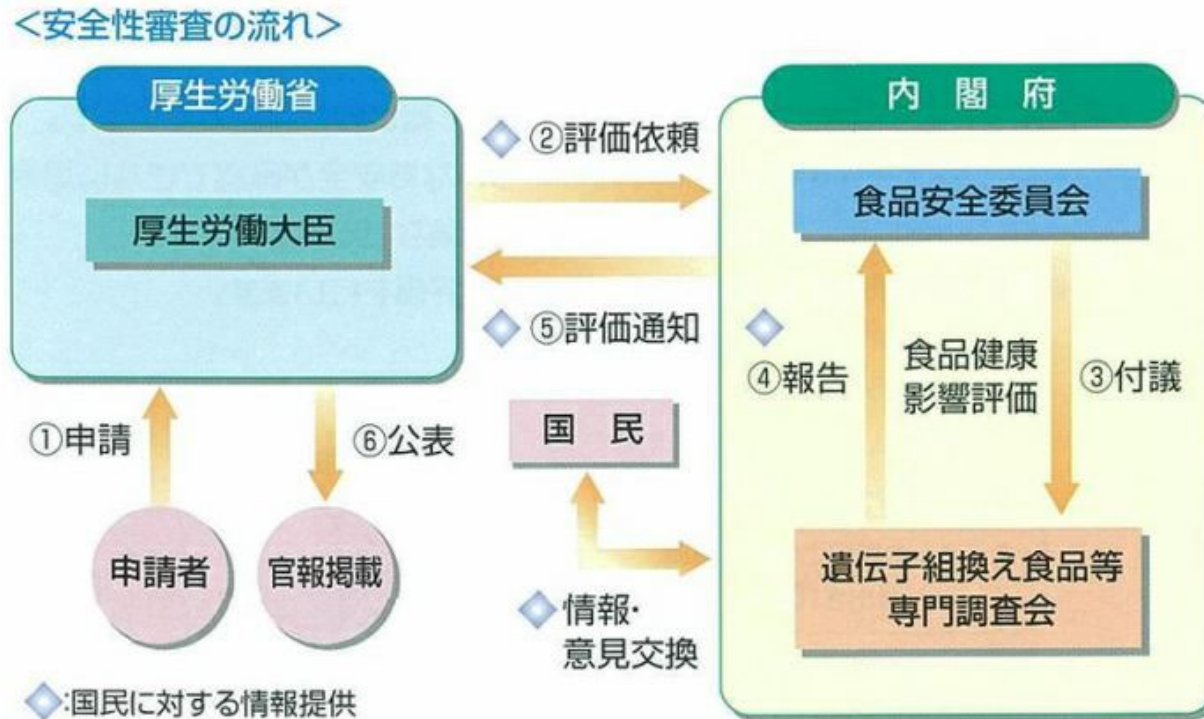 <安全性審査の流れ>
厚生労働省
厚生労働大臣
内閣府
食品安全委員会
②評価依頼
⑤評価通知
④報告
食品健康
影響評価
③付議
①申請
⑥公表
国民
申請者
官報掲載
情報・
意見交換
遺伝子組換え食品等
専門調査会
:国民に対する情報提供